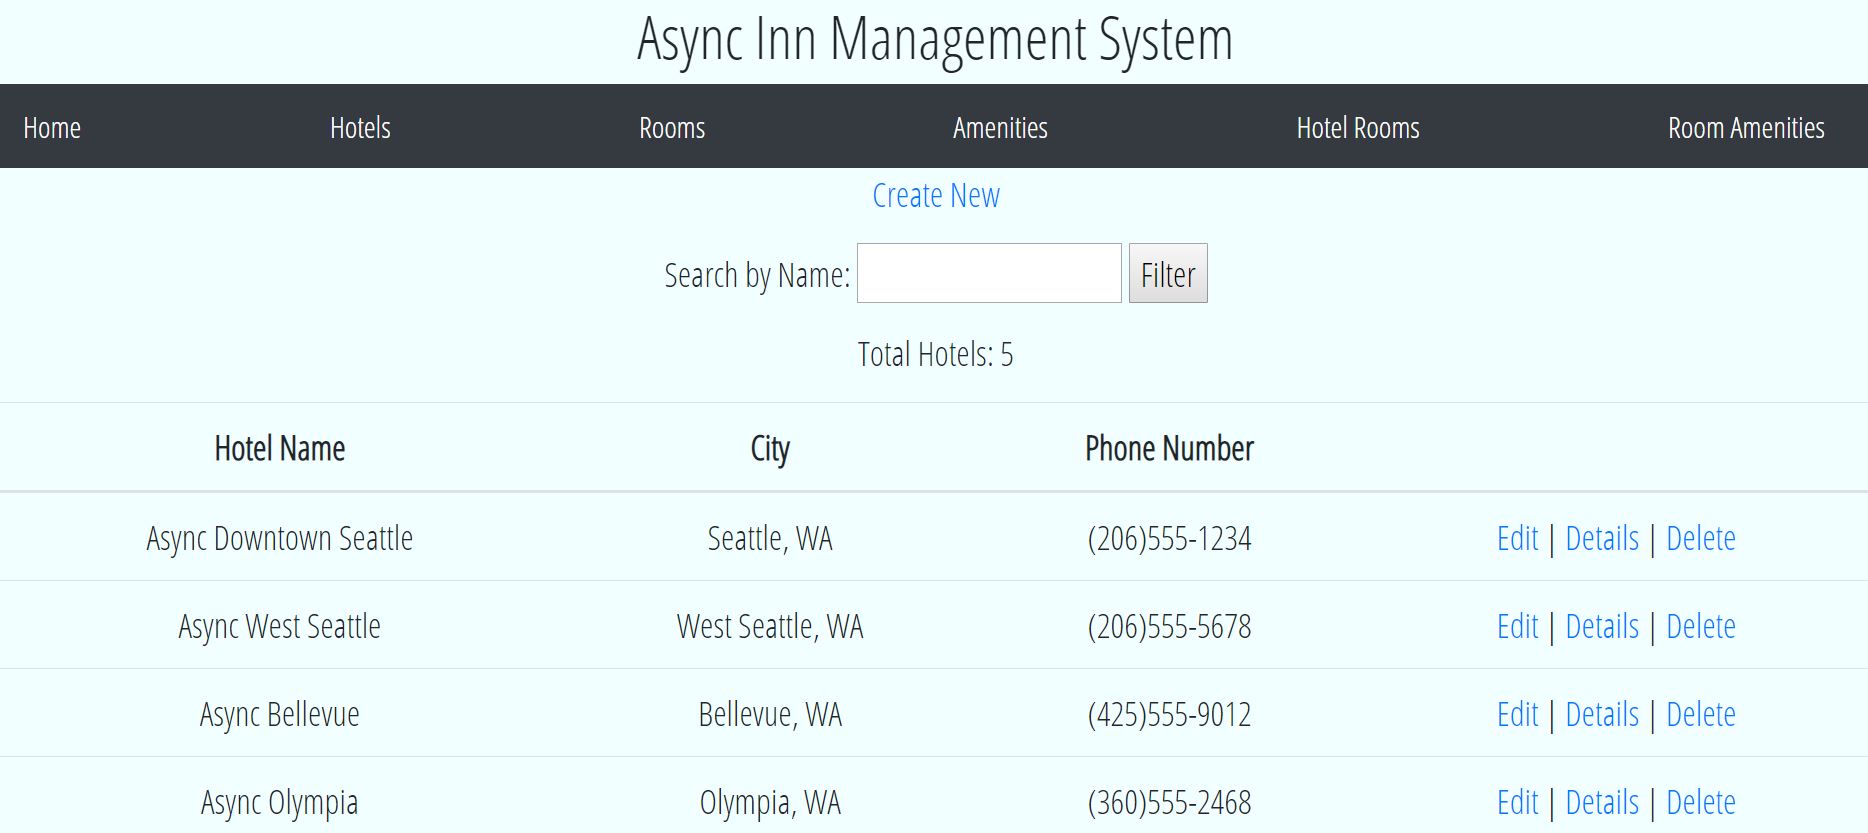 Async Inn Management System
Home Hotels Rooms Amenities Hotel Rooms Room Amenities
Create New
Search by Name: Filter
Total Hotels: 5
Hotel Name City Phone Number
Async Downtown Seattle Seattle, WA (206)555-1234 Edit | Details | Delete
Async West Seattle West Seattle, WA (206)555-5678 Edit | Details | Delete
Async Bellevue Bellevue, WA (425)555-9012 Edit | Details | Delete
Async Olympia Olympia, WA (360)555-2468 Edit | Details | Delete